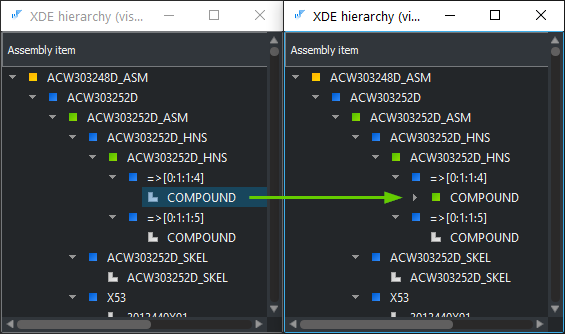 XDE hierarchy (vis...
Assembly item
ACW303248D_ASM
ACW303252D
ACW303252D_ASM
ACW303252D_HNS
ACW303252D_HNS
=>[0:1:1:4]
COMPOUND
=>[0:1:1:5]
COMPOUND
ACW303252D_SKEL
ACW303252D_SKEL
X53
XDE hierarchy (vi...
Assembly item
ACW303248D_ASM
ACW303252D
ACW303252D_ASM
ACW303252D_HNS
ACW303252D_HNS
=>[0:1:1:4]
COMPOUND
=>[0:1:1:5]
COMPOUND
ACW303252D_SKEL
ACW303252D_SKEL
X53